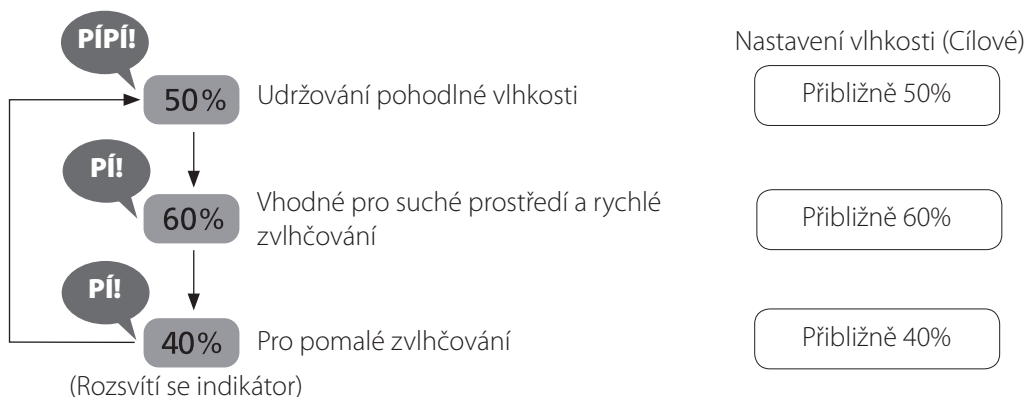 PÍPÍ!
Nastavení vlhkosti (Cílové)
50%
Udržování pohodlné vlhkosti
Přibližně 50%
PÍ!
60%
Vhodné pro suché prostředí a rychlé
zvlhčování
Přibližně 60%
PÍ!
40%
Pro pomalé zvlhčování
Přibližně 40%
(Rozsvítí se indikátor)